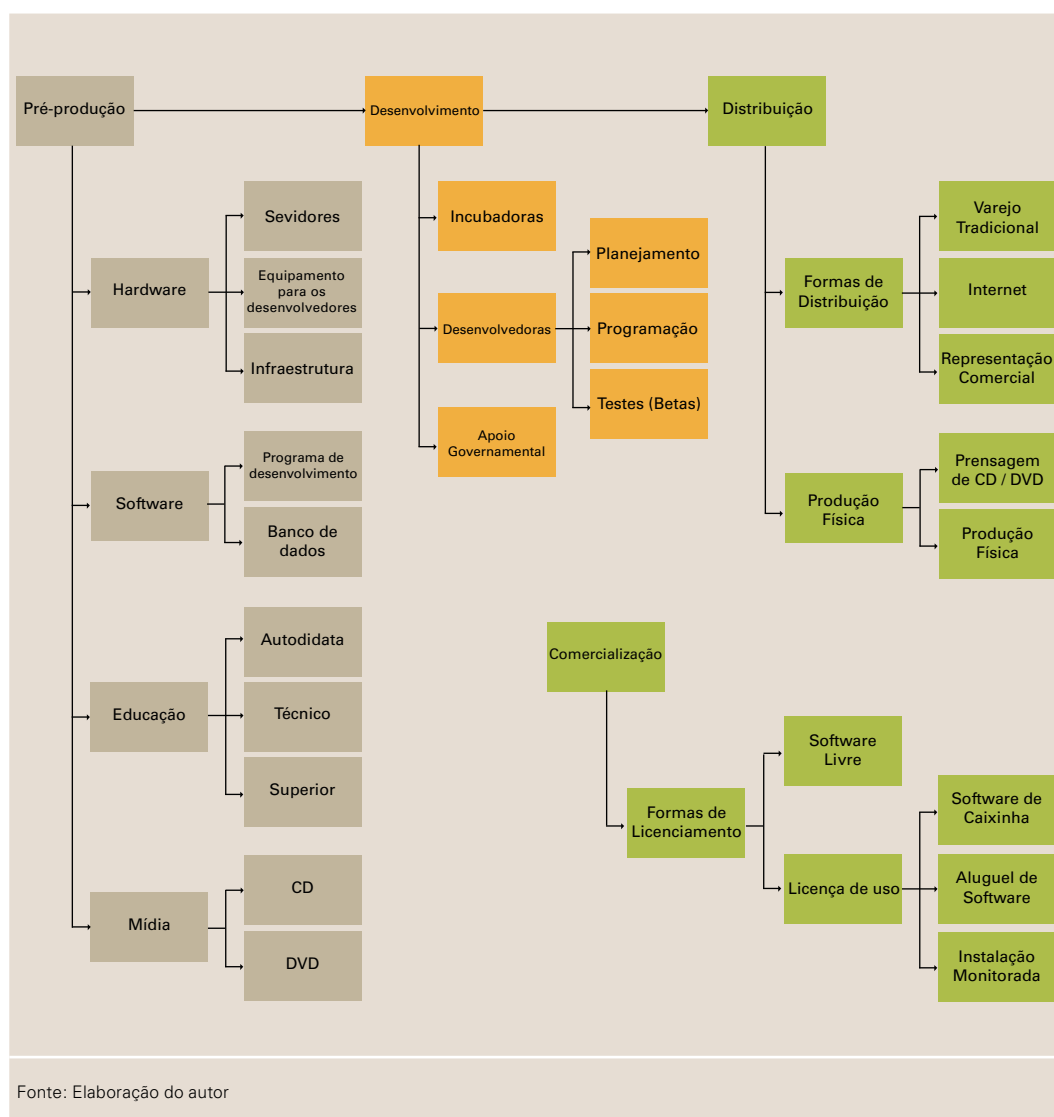 Pré-produção
Desenvolvimento
Distribuição
Hardware
Sevidores
Equipamento
para os
desenvolvedores
Infraestrutura
Software
Programa de
desenvolvimento
Banco de
dados
Educação
Autodidata
Técnico
Superior
Mídia
CD
DVD
Incubadoras
Desenvolvedoras
Planejamento
Programação
Testes (Betas)
Apoio
Governamental
Formas de
Distribuição
Varejo
Tradicional
Internet
Representação
Comercial
Produção
Física
Prensagem
de CD / DVD
Produção
Física
Comercialização
Formas de
Licenciamento
Software
Livre
Licença de uso
Software de
Caixinha
Aluguel de
Software
Instalação
Monitorada
Fonte: Elaboração do autor